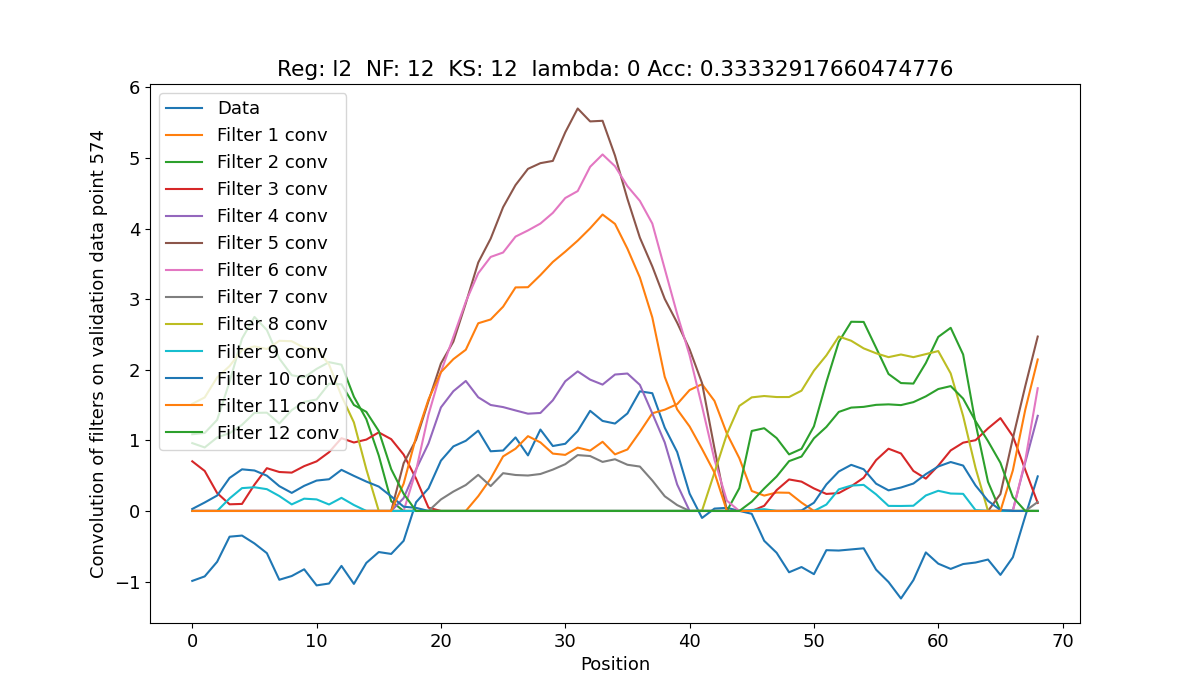 Reg: l2  NF: 12  KS: 12  lambda: 0 Acc: 0.33332917660474776
Convolution of filters on validation data point 574
6
5
4
3
2
1
0
−1
Data
Filter 1 conv
Filter 2 conv
Filter 3 conv
Filter 4 conv
Filter 5 conv
Filter 6 conv
Filter 7 conv
Filter 8 conv
Filter 9 conv
Filter 10 conv
Filter 11 conv
Filter 12 conv
0 10 20 30 40 50 60 70
Position